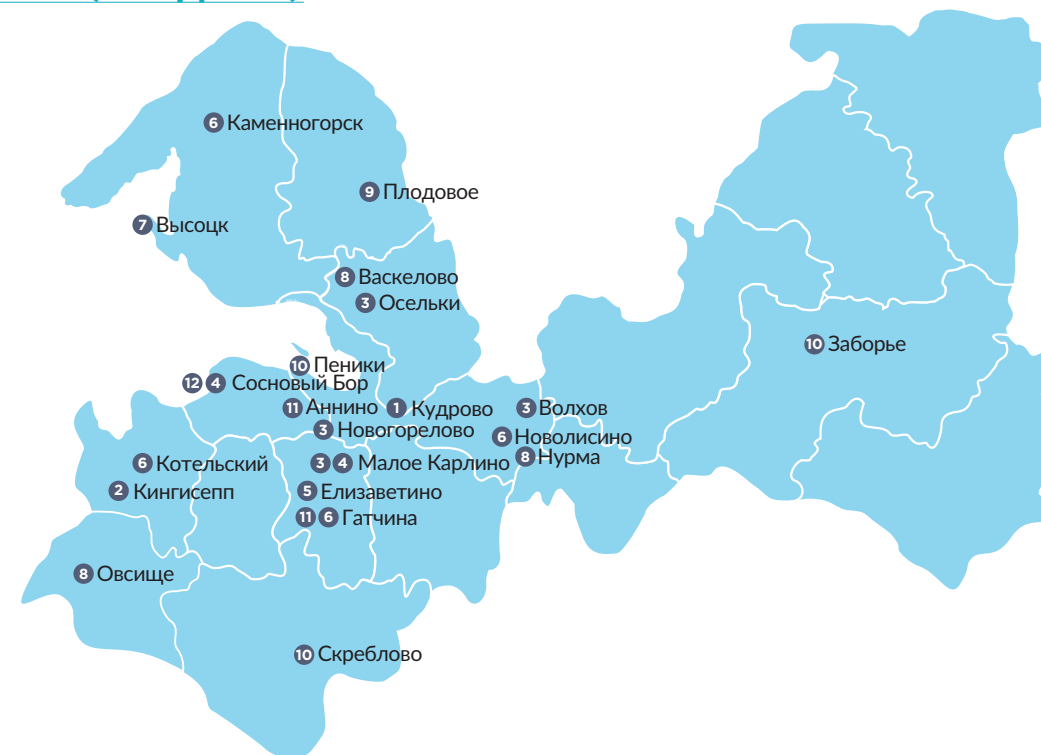 6 Каменногорск
9 Плодовое
7 Высоцк
8 Васкелово
3 Осельки
10 Заборье
10 Пеники
12 4 Сосновый Бор
11 Аннино
1 Кудрово
3 Волхов
3 Новогорелово
6 Новолисино
8 Нурма
6 Котельский
3 4 Малое Карлино
2 Кингисепп
5 Елизаветино
11 6 Гатчина
8 Овсище
10 Скреблово